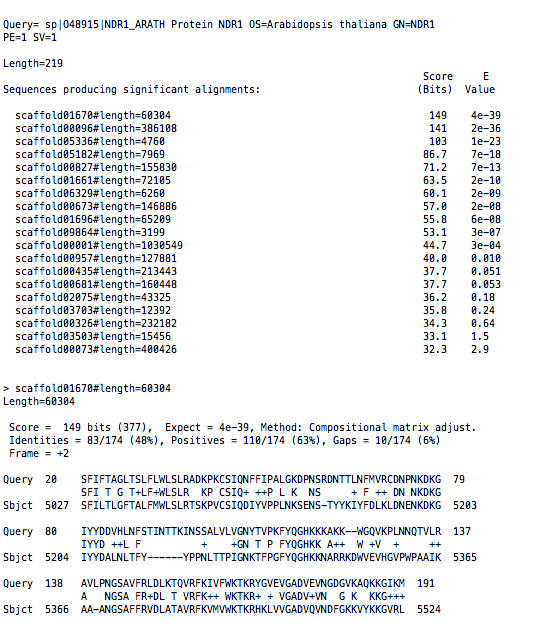 Query= sp|O48915|NDR1_ARATH Protein NDR1 OS=Arabidopsis thaliana GN=NDR1
PE=1 SV=1
Length=219
Score E
Sequences producing significant alignments: (Bits) Value
scaffold01670#length=60304 149 4e-39
scaffold00096#length=386108 141 2e-36
scaffold05336#length=4760 103 1e-23
scaffold05182#length=7969 86.7 7e-18
scaffold00827#length=155830 71.2 7e-13
scaffold01661#length=72105 63.5 2e-10
scaffold06329#length=6260 60.1 2e-09
scaffold00673#length=146886 57.0 2e-08
scaffold01696#length=65209 55.8 6e-08
scaffold09864#length=3199 53.1 3e-07
scaffold00001#length=1030549 44.7 3e-04
scaffold00957#length=127881 40.0 0.010
scaffold00435#length=213443 37.7 0.051
scaffold00681#length=160448 37.7 0.053
scaffold02075#length=43325 36.2 0.18
scaffold03703#length=12392 35.8 0.24
scaffold00326#length=232182 34.3 0.64
scaffold03503#length=15456 33.1 1.5
scaffold00073#length=400426 32.3 2.9
> scaffold01670#length=60304
Length=60304
Score = 149 bits (377), Expect = 4e-39, Method: Compositional matrix adjust.
Identities = 83/174 (48%), Positives = 110/174 (63%), Gaps = 10/174 (6%)
Frame = +2
Query 20 SFIFTAGLTSLFLWLSLRADKPKCSIQNFFIPALGKDPNSRDNTTLNFMVRCDNPNKDKG 79
SFI T G T+LF+WLSLR KP CSIQ+ ++P L K NS + F ++ DN NKDKG
Sbjct 5027 SFILTLGFTALFMWLSLRTSKPVCSIQDIYVPPLNKSENS-TYYKIYFDLKLDNENKDKG 5203
Query 80 IYYDDVHLNFSTINTTKINSSALVLVGNYTVPKFYQGHKKKAKK--WGQVKPLNNQTVLR 137
IYYD ++L F + +GN T P FYQGHKK A++ W +V + ++
Sbjct 5204 IYYDALNLTFY------YPPNLTTPIGNKTFPGFYQGHKKNARRKDWVEVHGVPWPAAIK 5365
Query 138 AVLPNGSAVFRLDLKTQVRFKIVFWKTKRYGVEVGADVEVNGDGVKAQKKGIKM 191
A NGSA FR+DL T VRFK++ WKTKR+ + VGADV+VN G K KKG+++
Sbjct 5366 AA-ANGSAFFRVDLATAVRFKVMVWKTKRHKLVVGADVQVNDFGKKVYKKGVRL 5524